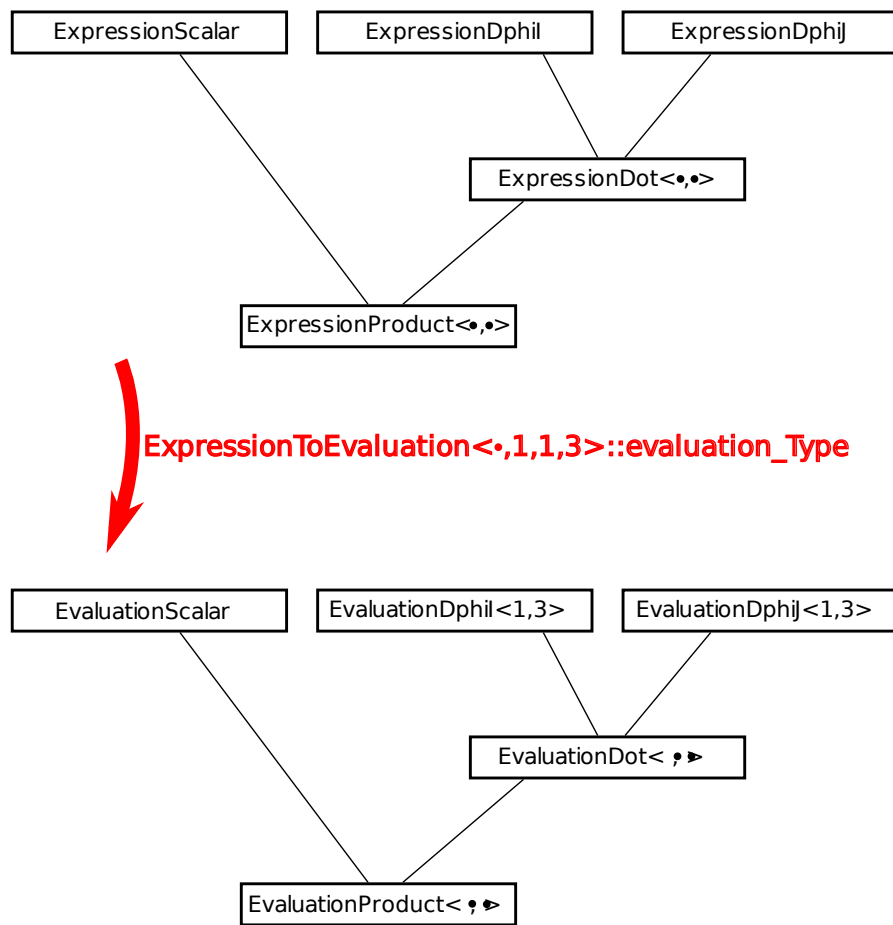 ExpressionScalar
ExpressionDphiI
ExpressionDphiJ
ExpressionDot<•,•>
ExpressionProduct<•,•>
ExpressionToEvaluation<•,1,1,3>::evaluation_Type
EvaluationScalar
EvaluationDphiI<1,3>
EvaluationDphiJ<1,3>
EvaluationDot< •,•>
EvaluationProduct< •,•>